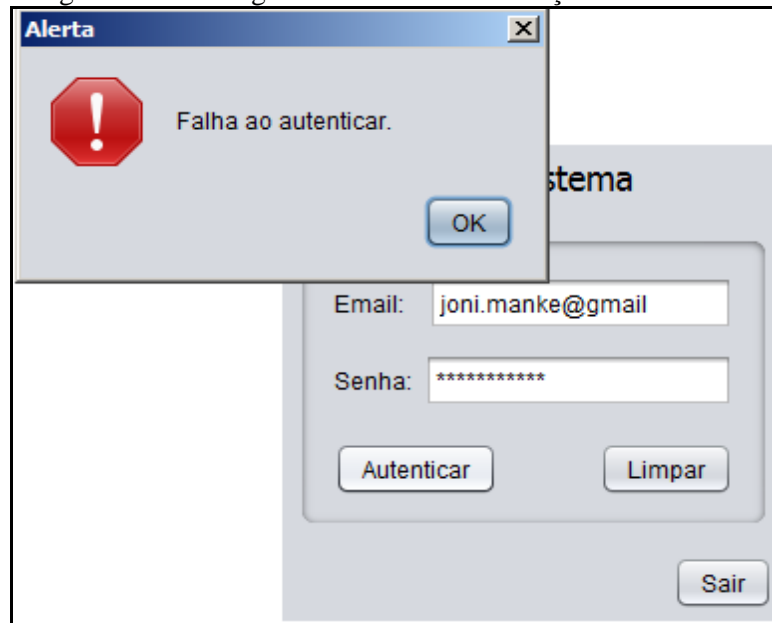 Alerta
Falha ao autenticar.
OK
stema
Email: joni.manke@gmail
Senha: ***********
Autenticar Limpar
Sair